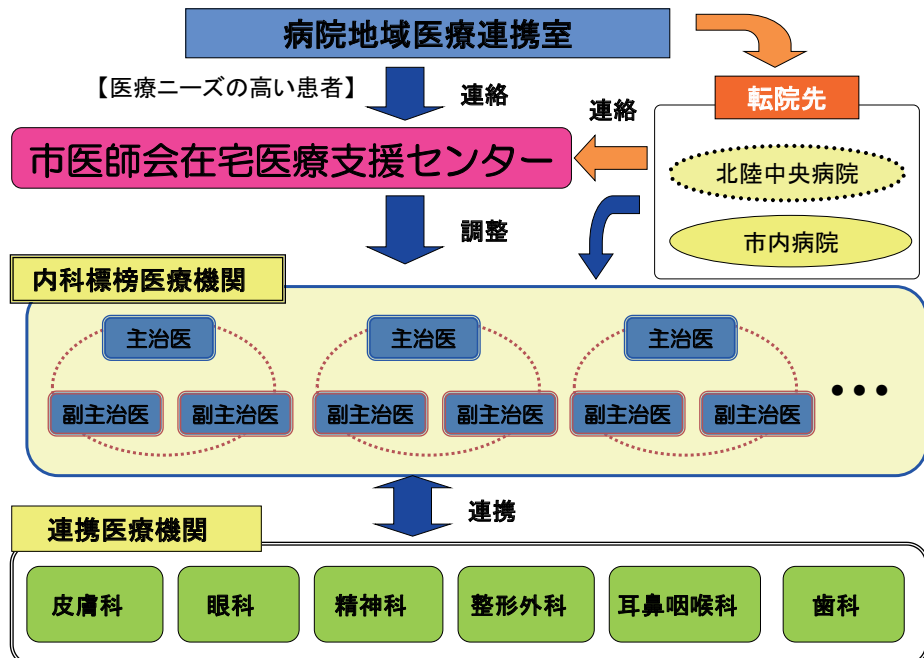 病院地域医療連携室
【医療ニーズの高い患者】
連絡
連絡
転院先
市医師会在宅医療支援センター
北陸中央病院
市内病院
調整
内科標榜医療機関
主治医
主治医
主治医
副主治医
副主治医
副主治医
副主治医
副主治医
副主治医
•••
連携
連携医療機関
皮膚科
眼科
精神科
整形外科
耳鼻咽喉科
歯科